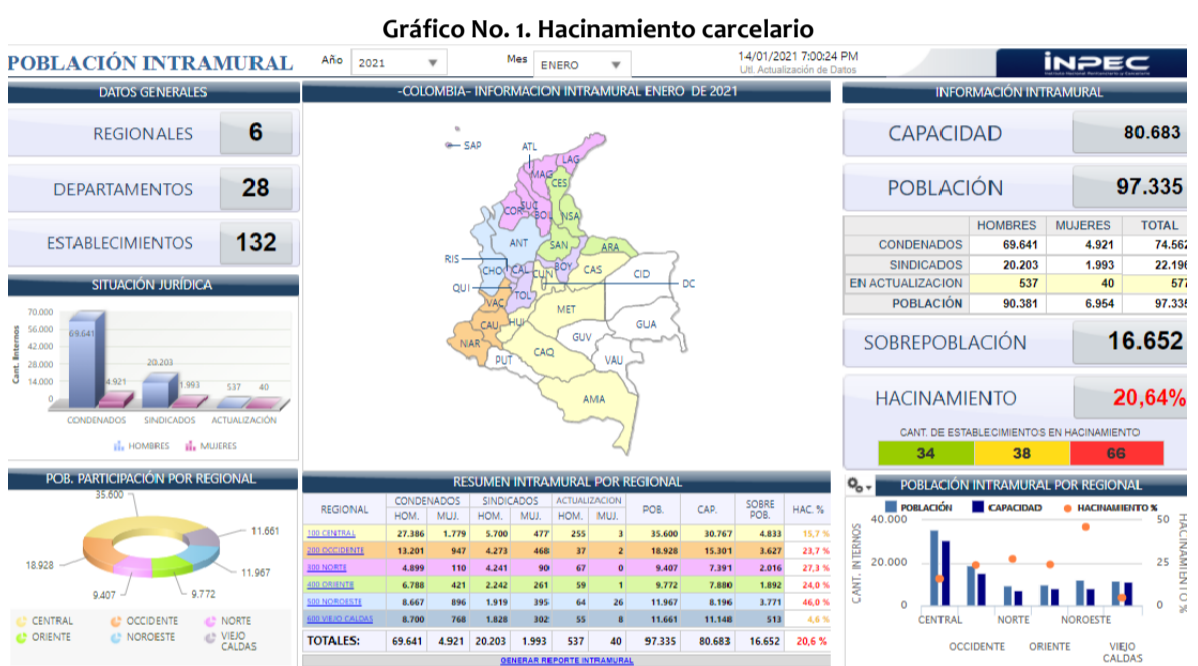 Gráfico No. 1. Hacinamiento carcelario
POBLACIÓN INTRAMURAL
Año 2021
Mes ENERO
14/01/2021 7:00:24 PM
Utl. Actualización de Datos
INPEC
DATOS GENERALES
REGIONALES 6
DEPARTAMENTOS 28
ESTABLECIMIENTOS 132
SITUACIÓN JURÍDICA
Cant. Internos
70.000
56.000
42.000
28.000
14.000
0
69.641
4.921
20.203
1.993
537
40
CONDENADOS SINDICADOS ACTUALIZACIÓN
HOMBRES MUJERES
POB. PARTICIPACIÓN POR REGIONAL
35.600
11.661
11.967
9.772
9.407
18.928
CENTRAL OCCIDENTE NORTE
ORIENTE NOROESTE VIEJO CALDAS
-COLOMBIA- INFORMACION INTRAMURAL ENERO DE 2021
SAP
ATL
LAG
MAG
CES
SUC
COR
BOL
NSA
ANT
SAN
ARA
RIS
CHO
CAL
BOY
CUN
CAS
CID
DC
QUI
TOL
VAC
MET
CAU
HUI
GUA
NAR
GUV
PUT
CAQ
VAU
AMA
RESUMEN INTRAMURAL POR REGIONAL
REGIONAL CONDENADOS SINDICADOS ACTUALIZACION POB. CAP. SOBRE POB. HAC. %
HOM. MUJ. HOM. MUJ. HOM. MUJ.
100 CENTRAL 27.386 1.779 5.700 477 255 3 35.600 30.767 4.833 15,7 %
200 OCCIDENTE 13.201 947 4.273 468 37 2 18.928 15.301 3.627 23,7 %
300 NORTE 4.899 110 4.241 90 67 0 9.407 7.391 2.016 27,3 %
400 ORIENTE 6.788 421 2.242 261 59 1 9.772 7.880 1.892 24,0 %
500 NOROESTE 8.667 896 1.919 395 64 26 11.967 8.196 3.771 46,0 %
600 VIEJO CALDAS 8.700 768 1.828 302 55 8 11.661 11.148 513 4,6 %
TOTALES: 69.641 4.921 20.203 1.993 537 40 97.335 80.683 16.652 20,6 %
GENERAR REPORTE INTRAMURAL
INFORMACIÓN INTRAMURAL
CAPACIDAD 80.683
POBLACIÓN 97.335
HOMBRES MUJERES TOTAL
CONDENADOS 69.641 4.921 74.562
SINDICADOS 20.203 1.993 22.196
EN ACTUALIZACION 537 40 577
POBLACIÓN 90.381 6.954 97.335
SOBREPOBLACIÓN 16.652
HACINAMIENTO 20,64%
CANT. DE ESTABLECIMIENTOS EN HACINAMIENTO
34 38 66
POBLACIÓN INTRAMURAL POR REGIONAL
POBLACIÓN CAPACIDAD HACINAMIENTO %
CANT. INTERNOS
40.000
20.000
0
50
25
0
HACINAMIENTO %
CENTRAL NORTE NOROESTE
OCCIDENTE ORIENTE VIEJO CALDAS